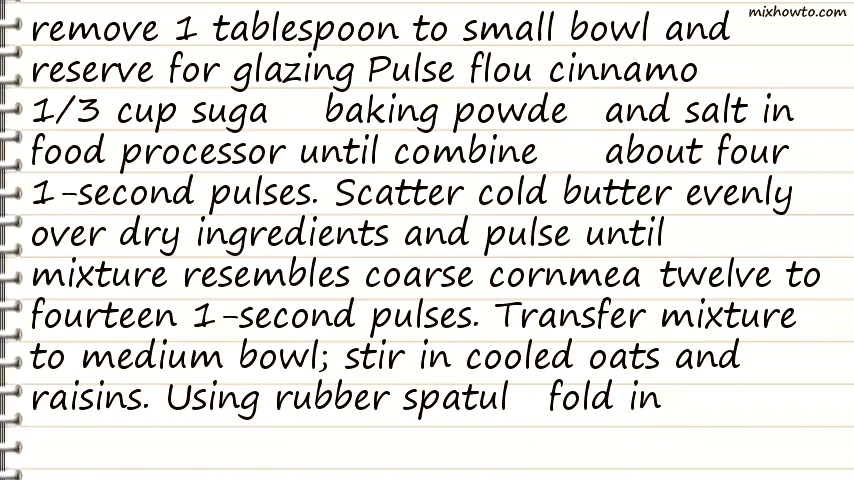 mixhowto.com
remove 1 tablespoon to small bowl and
reserve for glazing Pulse flou cinnamo
1/3 cup suga baking powde and salt in
food processor until combine about four
1-second pulses. Scatter cold butter evenly
over dry ingredients and pulse until
mixture resembles coarse cornmea twelve to
fourteen 1-second pulses. Transfer mixture
to medium bowl; stir in cooled oats and
raisins. Using rubber spatul fold in